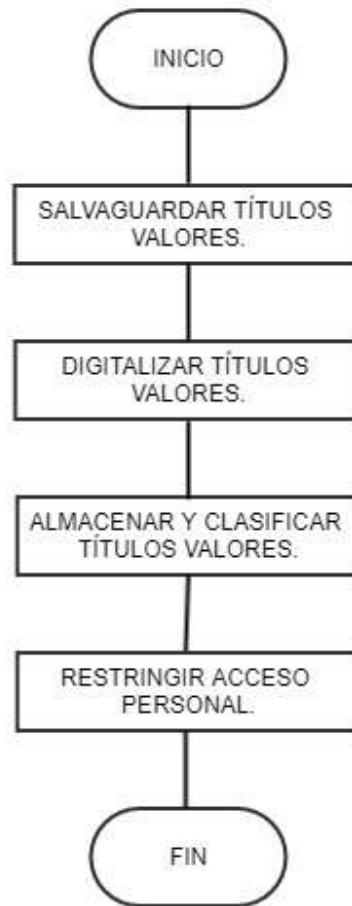 INICIO
SALVAGUARDAR TÍTULOS
VALORES.
DIGITALIZAR TÍTULOS
VALORES.
ALMACENAR Y CLASIFICAR
TÍTULOS VALORES.
RESTRINGIR ACCESO
PERSONAL.
FIN